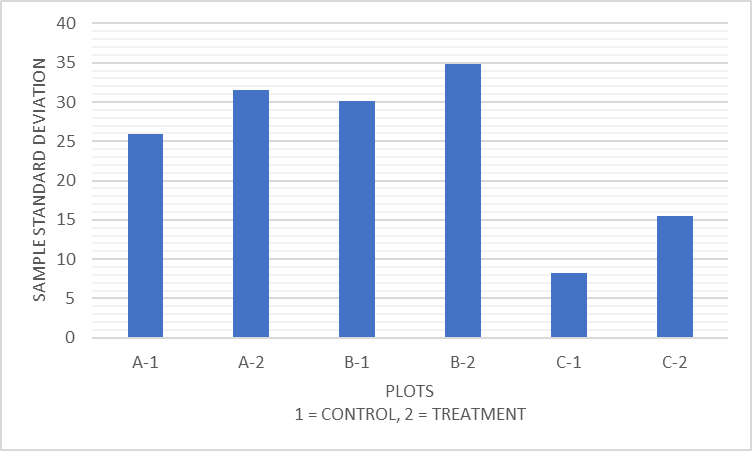 SAMPLE STANDARD DEVIATION
40
35
30
25
20
15
10
5
0
A-1 A-2 B-1 B-2 C-1 C-2
PLOTS
1 = CONTROL, 2 = TREATMENT